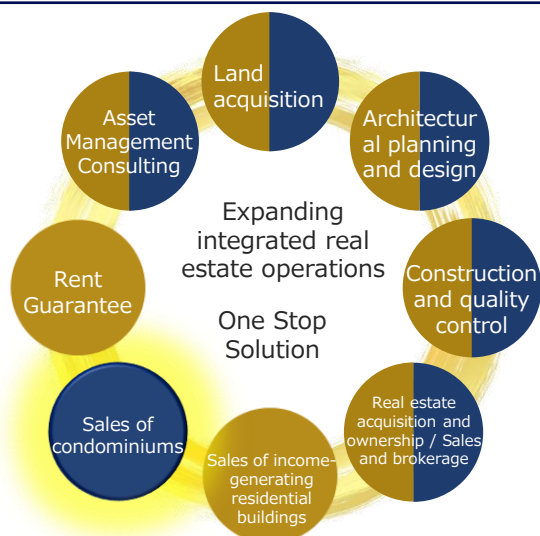 Land
acquisition
Architectur
al planning
and design
Construction
and quality
control
Real estate
acquisition and
ownership / Sales
and brokerage
Sales of income-
generating
residential
buildings
Sales of
condominiums
Rent
Guarantee
Asset
Management
Consulting
Expanding
integrated real
estate operations
One Stop
Solution